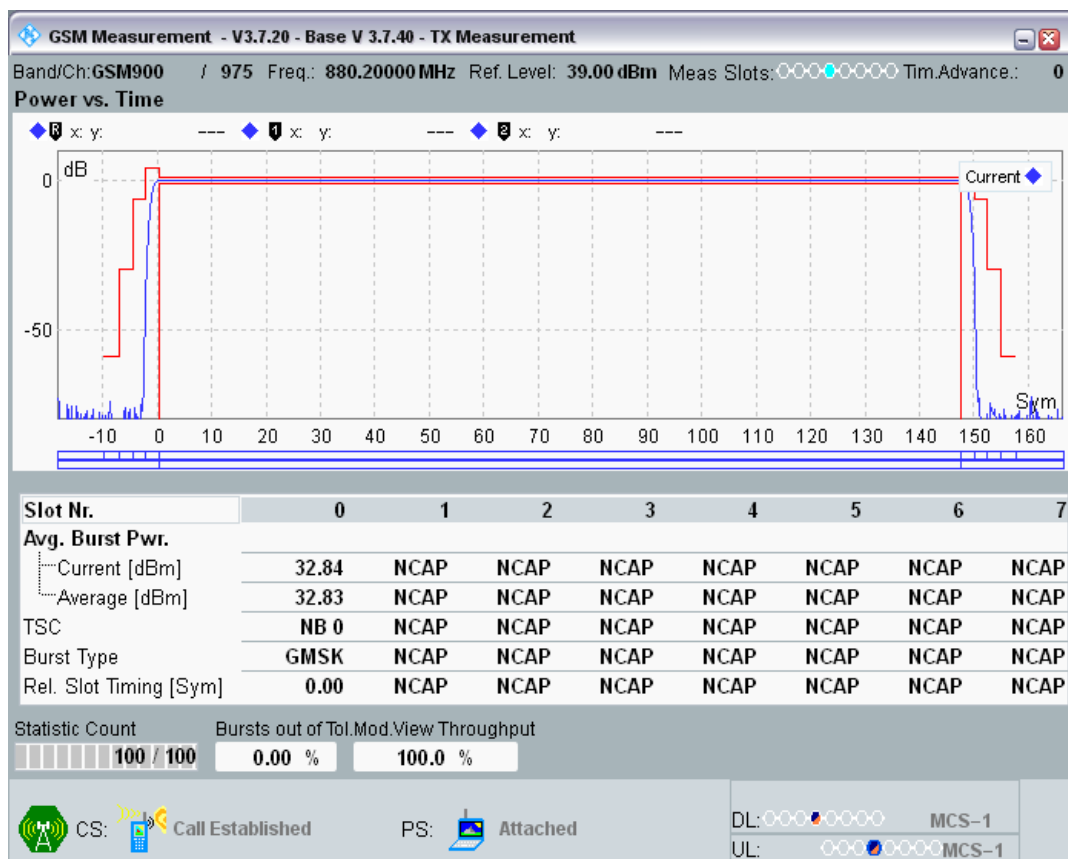 GSM Measurement - V3.7.20 - Base V 3.7.40 - TX Measurement
Band/Ch:GSM900 / 975 Freq.: 880.20000 MHz Ref. Level: 39.00 dBm Meas Slots: Tim.Advance.: 0
Power vs. Time
R x: y: --- 1 x: y: --- 2 x: y: ---
dB
Current
0
-50
Sym
-10 0 10 20 30 40 50 60 70 80 90 100 110 120 130 140 150 160
Slot Nr. 0 1 2 3 4 5 6 7
Avg. Burst Pwr.
Current [dBm] 32.84 NCAP NCAP NCAP NCAP NCAP NCAP NCAP
Average [dBm] 32.83 NCAP NCAP NCAP NCAP NCAP NCAP NCAP
TSC NB 0 NCAP NCAP NCAP NCAP NCAP NCAP NCAP
Burst Type GMSK NCAP NCAP NCAP NCAP NCAP NCAP NCAP
Rel. Slot Timing [Sym] 0.00 NCAP NCAP NCAP NCAP NCAP NCAP NCAP
Statistic Count Bursts out of Tol.Mod.View Throughput
100 / 100 0.00 % 100.0 %
CS: Call Established PS: Attached DL: MCS-1
UL: MCS-1